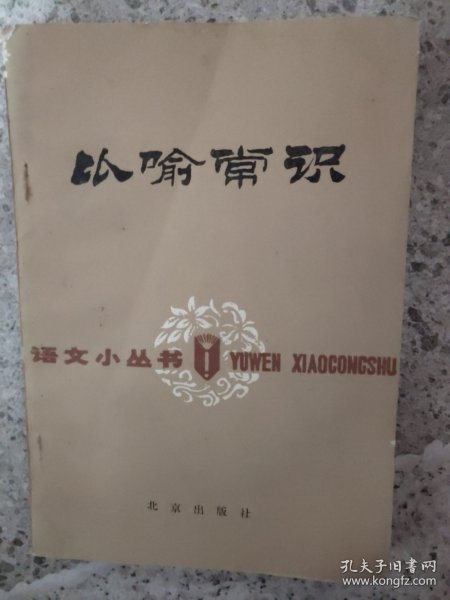 比喻常识
语文小丛书 YUWEN XIAOCONGSHU
北京出版社
孔夫子旧书网
www.kongfz.com